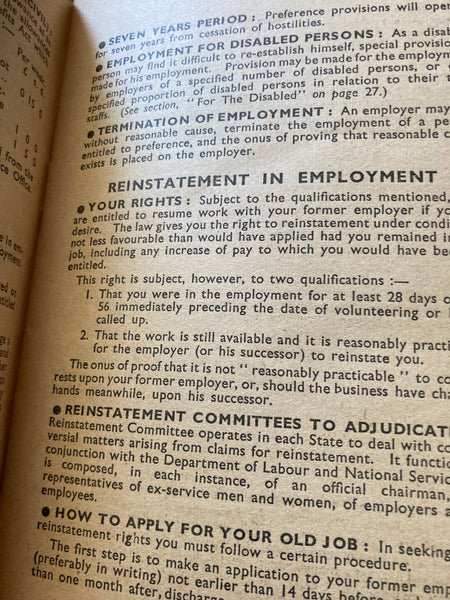 (CIVIL)
● SEVEN YEARS PERIOD : Preference provisions will oper
for seven years from cessation of hostilities.
● EMPLOYMENT FOR DISABLED PERSONS : As a disa
person may find it difficult to re-establish himself, special provision
made for his employment. Provision may be made for the employm
by employers of a specified number of disabled persons, or
specified proportion of disabled persons in relation to their t
staffs. (See section, "For The Disabled" on page 27.)
● TERMINATION OF EMPLOYMENT : An employer may
without reasonable cause, terminate the employment of a pe
entitled to preference, and the onus of proving that reasonable c
exists is placed on the employer.
REINSTATEMENT IN EMPLOYMENT
● YOUR RIGHTS : Subject to the qualifications mentioned,
are entitled to resume work with your former employer if yo
desire. The law gives you the right to reinstatement under condi
not less favourable than would have applied had you remained i
job, including any increase of pay to which you would have bee
entitled.
This right is subject, however, to two qualifications :—
1. That you were in the employment for at least 28 days o
56 immediately preceding the date of volunteering or
called up.
2. That the work is still available and it is reasonably practi
for the employer (or his successor) to reinstate you.
The onus of proof that it is not " reasonably practicable " to co
rests upon your former employer, or, should the business have cha
hands meanwhile, upon his successor.
● REINSTATEMENT COMMITTEES TO ADJUDICAT
Reinstatement Committee operates in each State to deal with co
versial matters arising from claims for reinstatement. It functio
conjunction with the Department of Labour and National Servic
is composed, in each instance, of an official chairman,
representatives of ex-service men and women, of employers a
employees.
● HOW TO APPLY FOR YOUR OLD JOB : In seeking
reinstatement rights you must follow a certain procedure.
The first step is to make an application to your former emp
(preferably in writing) not earlier than 14 days before
than one month after, discharge